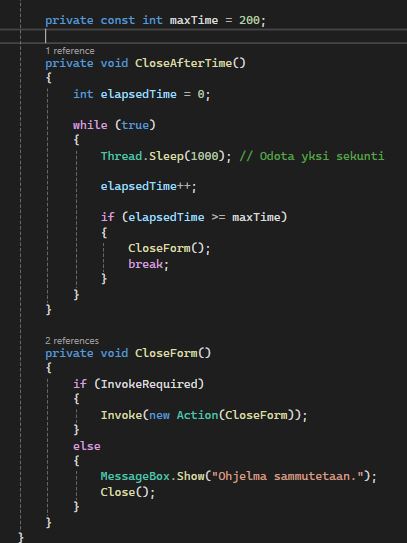 private const int maxTime = 200;
1 reference
private void CloseAfterTime()
{
int elapsedTime = 0;
while (true)
{
Thread.Sleep(1000); // Odota yksi sekunti
elapsedTime++;
if (elapsedTime >= maxTime)
{
CloseForm();
break;
}
}
}
2 references
private void CloseForm()
{
if (InvokeRequired)
{
Invoke(new Action(CloseForm));
}
else
{
MessageBox.Show("Ohjelma sammutetaan.");
Close();
}
}
}